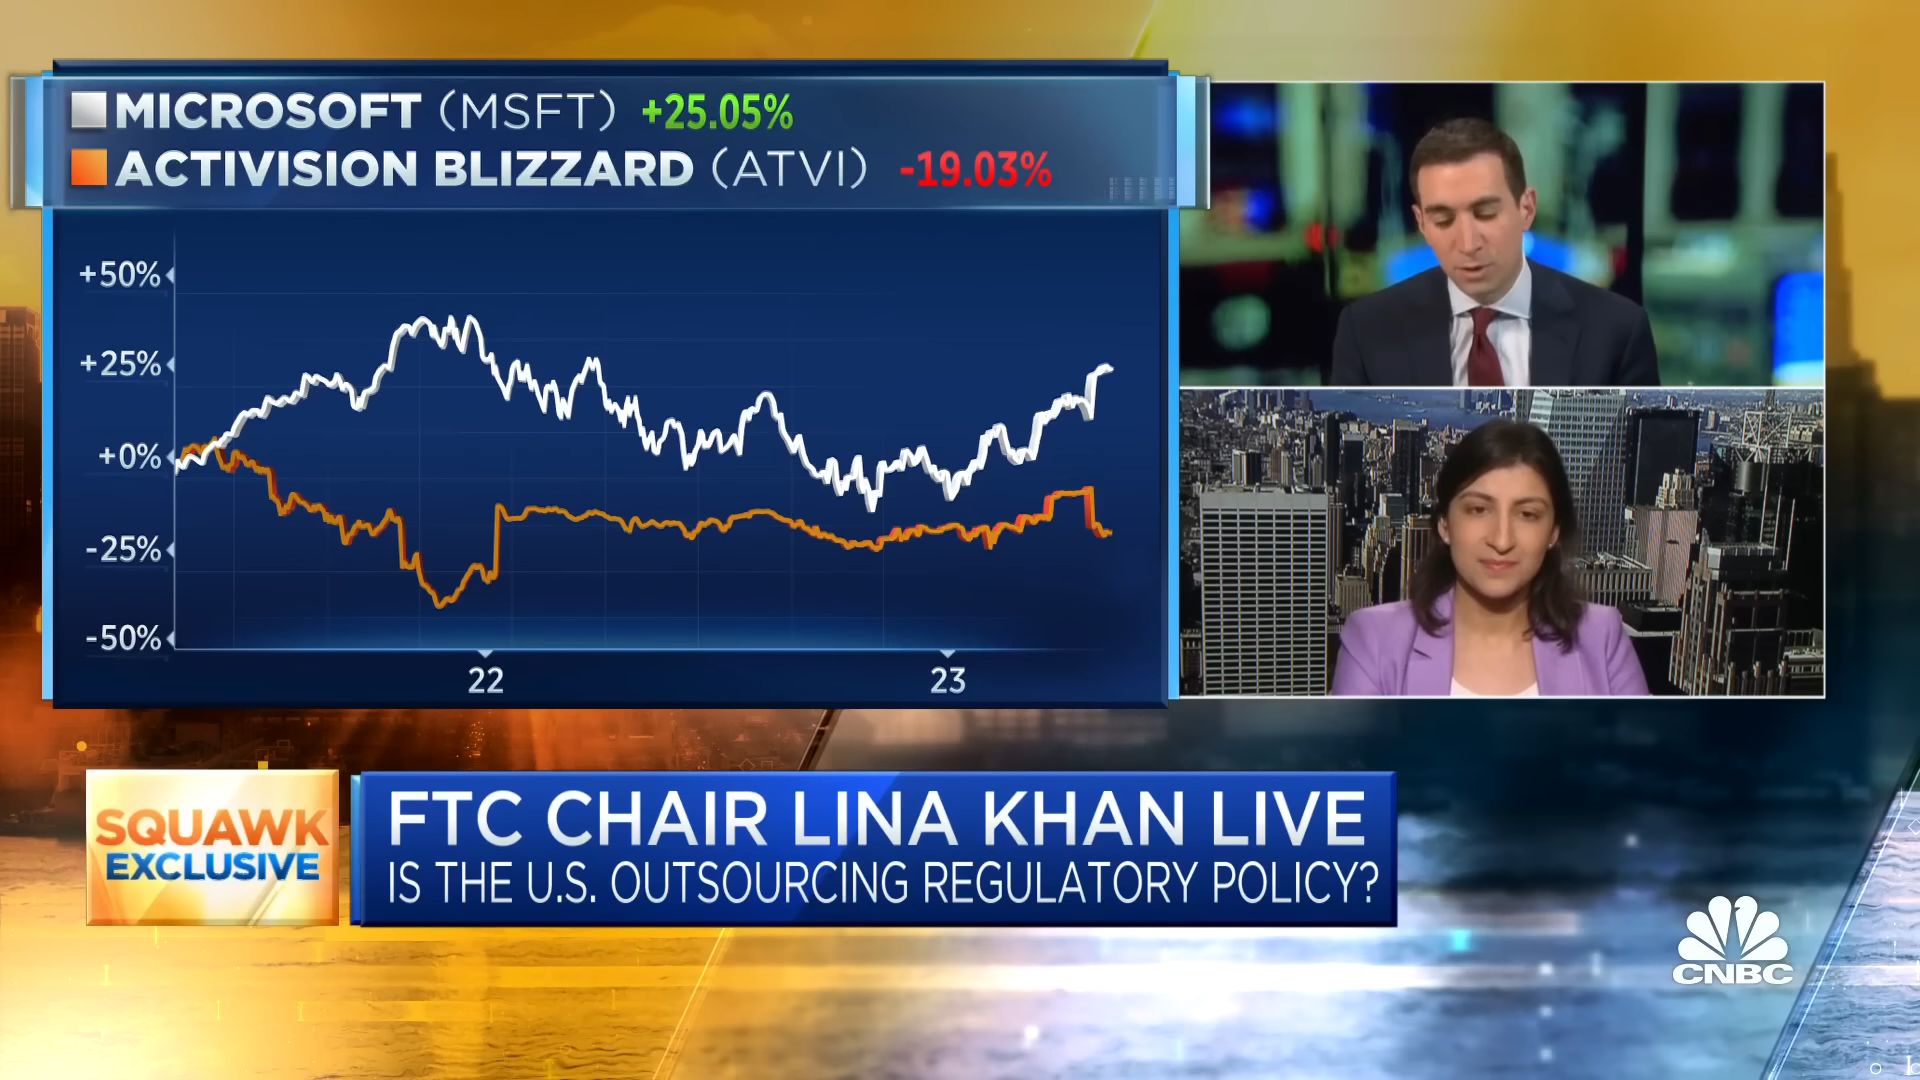 MICROSOFT (MSFT) +25.05%
ACTIVISION BLIZZARD (ATVI) -19.03%
+50%
+25%
+0%
-25%
-50%
22 23
SQUAWK
EXCLUSIVE
FTC CHAIR LINA KHAN LIVE
IS THE U.S. OUTSOURCING REGULATORY POLICY?
CNBC